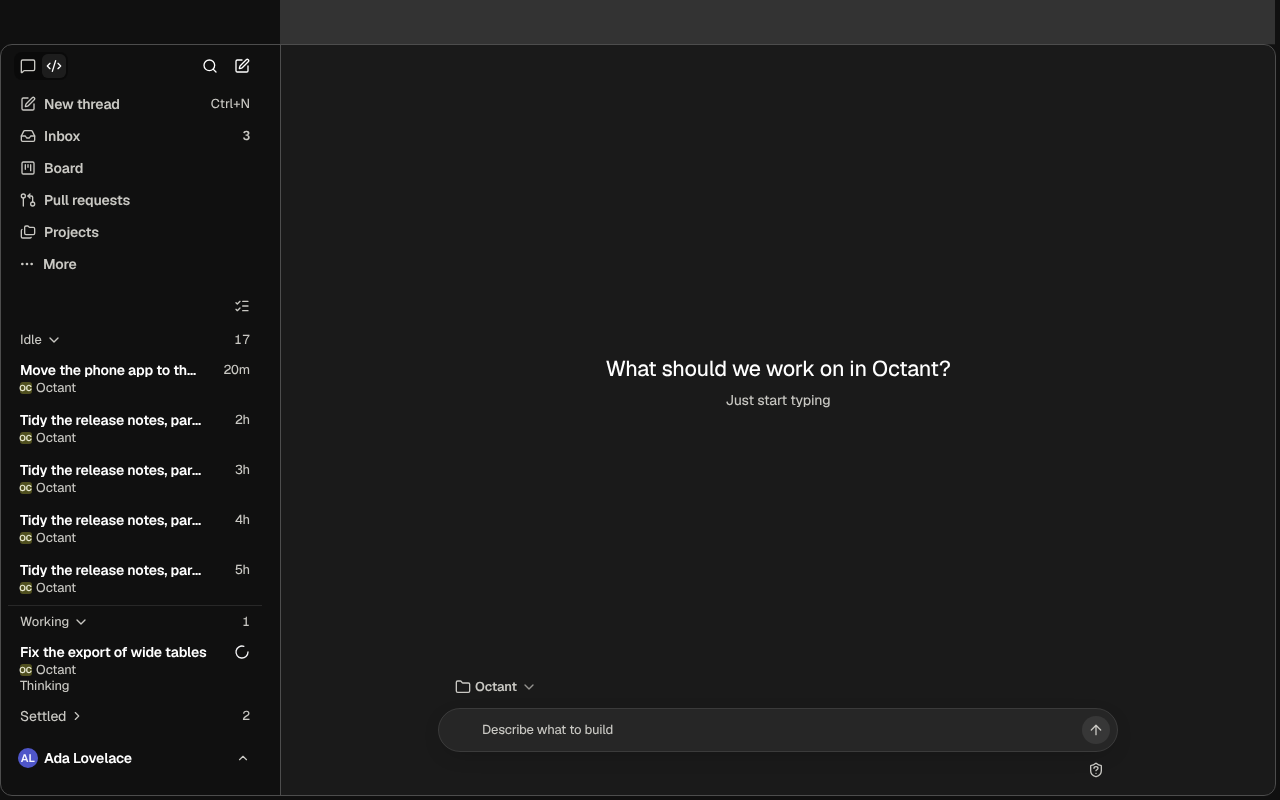 New thread Ctrl+N
Inbox 3
Board
Pull requests
Projects
More
Idle 17
Move the phone app to th... 20m
OC Octant
Tidy the release notes, par... 2h
OC Octant
Tidy the release notes, par... 3h
OC Octant
Tidy the release notes, par... 4h
OC Octant
Tidy the release notes, par... 5h
OC Octant
Working 1
Fix the export of wide tables
OC Octant
Thinking
Settled 2
AL Ada Lovelace
What should we work on in Octant?
Just start typing
Octant
Describe what to build